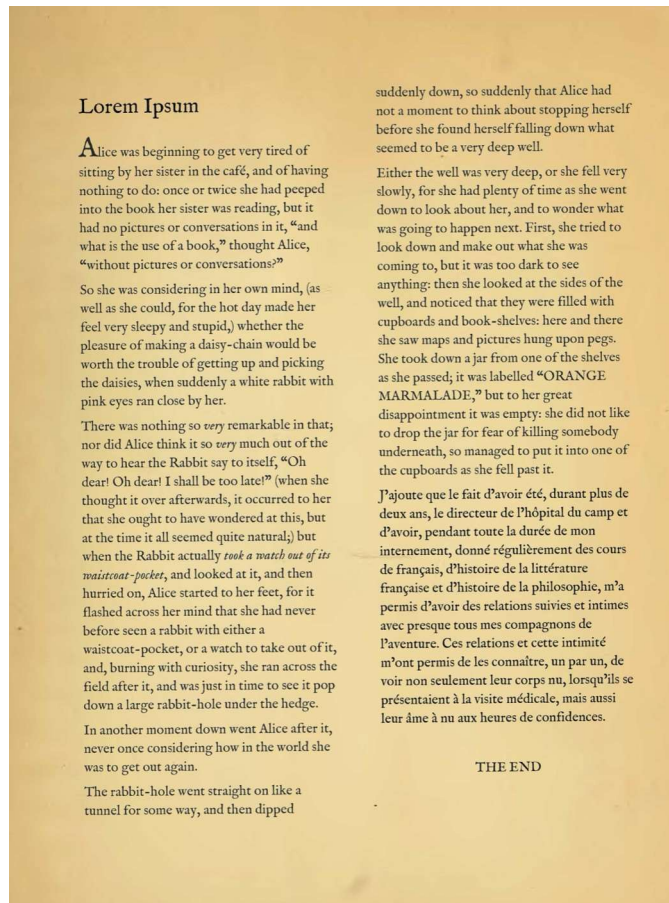 Lorem Ipsum
Alice was beginning to get very tired of
sitting by her sister in the café, and of having
nothing to do: once or twice she had peeped
into the book her sister was reading, but it
had no pictures or conversations in it, “and
what is the use of a book,” thought Alice,
“without pictures or conversations?”
So she was considering in her own mind, (as
well as she could, for the hot day made her
feel very sleepy and stupid,) whether the
pleasure of making a daisy-chain would be
worth the trouble of getting up and picking
the daisies, when suddenly a white rabbit with
pink eyes ran close by her.
There was nothing so very remarkable in that;
nor did Alice think it so very much out of the
way to hear the Rabbit say to itself, “Oh
dear! Oh dear! I shall be too late!” (when she
thought it over afterwards, it occurred to her
that she ought to have wondered at this, but
at the time it all seemed quite natural;) but
when the Rabbit actually took a watch out of its
waistcoat-pocket, and looked at it, and then
hurried on, Alice started to her feet, for it
flashed across her mind that she had never
before seen a rabbit with either a
waistcoat-pocket, or a watch to take out of it,
and, burning with curiosity, she ran across the
field after it, and was just in time to see it pop
down a large rabbit-hole under the hedge.
In another moment down went Alice after it,
never once considering how in the world she
was to get out again.
The rabbit-hole went straight on like a
tunnel for some way, and then dipped
suddenly down, so suddenly that Alice had
not a moment to think about stopping herself
before she found herself falling down what
seemed to be a very deep well.
Either the well was very deep, or she fell very
slowly, for she had plenty of time as she went
down to look about her, and to wonder what
was going to happen next. First, she tried to
look down and make out what she was
coming to, but it was too dark to see
anything: then she looked at the sides of the
well, and noticed that they were filled with
cupboards and book-shelves: here and there
she saw maps and pictures hung upon pegs.
She took down a jar from one of the shelves
as she passed; it was labelled “ORANGE
MARMALADE,” but to her great
disappointment it was empty: she did not like
to drop the jar for fear of killing somebody
underneath, so managed to put it into one of
the cupboards as she fell past it.
J’ajoute que le fait d’avoir été, durant plus de
deux ans, le directeur de l’hôpital du camp et
d’avoir, pendant toute la durée de mon
internement, donné régulièrement des cours
de français, d’histoire de la littérature
française et d’histoire de la philosophie, m’a
permis d’avoir des relations suivies et intimes
avec presque tous mes compagnons de
l’aventure. Ces relations et cette intimité
m’ont permis de les connaître, un par un, de
voir non seulement leur corps nu, lorsqu’ils se
présentaient à la visite médicale, mais aussi
leur âme à nu aux heures de confidences.
THE END